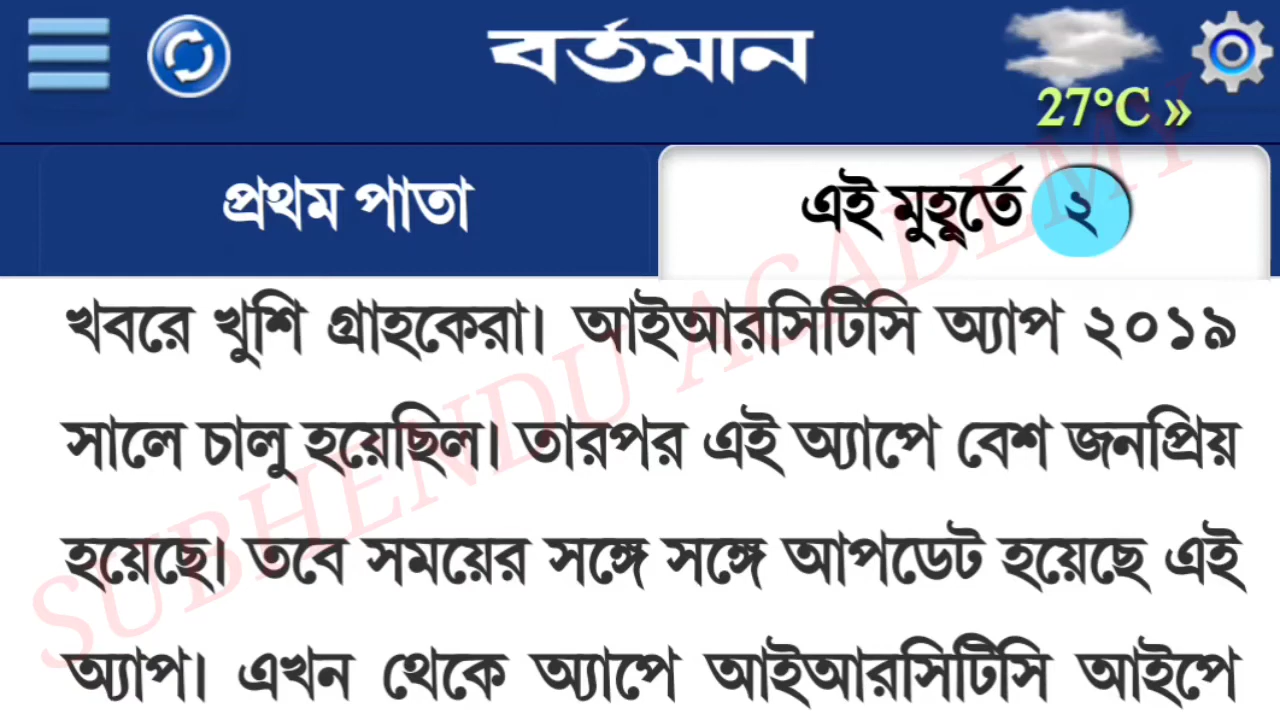 বর্তমান
27°C »
প্রথম পাতা
এই মুহূর্তে ২
খবরে খুশি গ্রাহকেরা। আইআরসিটিসি অ্যাপ ২০১৯
সালে চালু হয়েছিল। তারপর এই অ্যাপে বেশ জনপ্রিয়
হয়েছে। তবে সময়ের সঙ্গে সঙ্গে আপডেট হয়েছে এই
অ্যাপ। এখন থেকে অ্যাপে আইআরসিটিসি আইপে
SUBHENDU ACADEMY